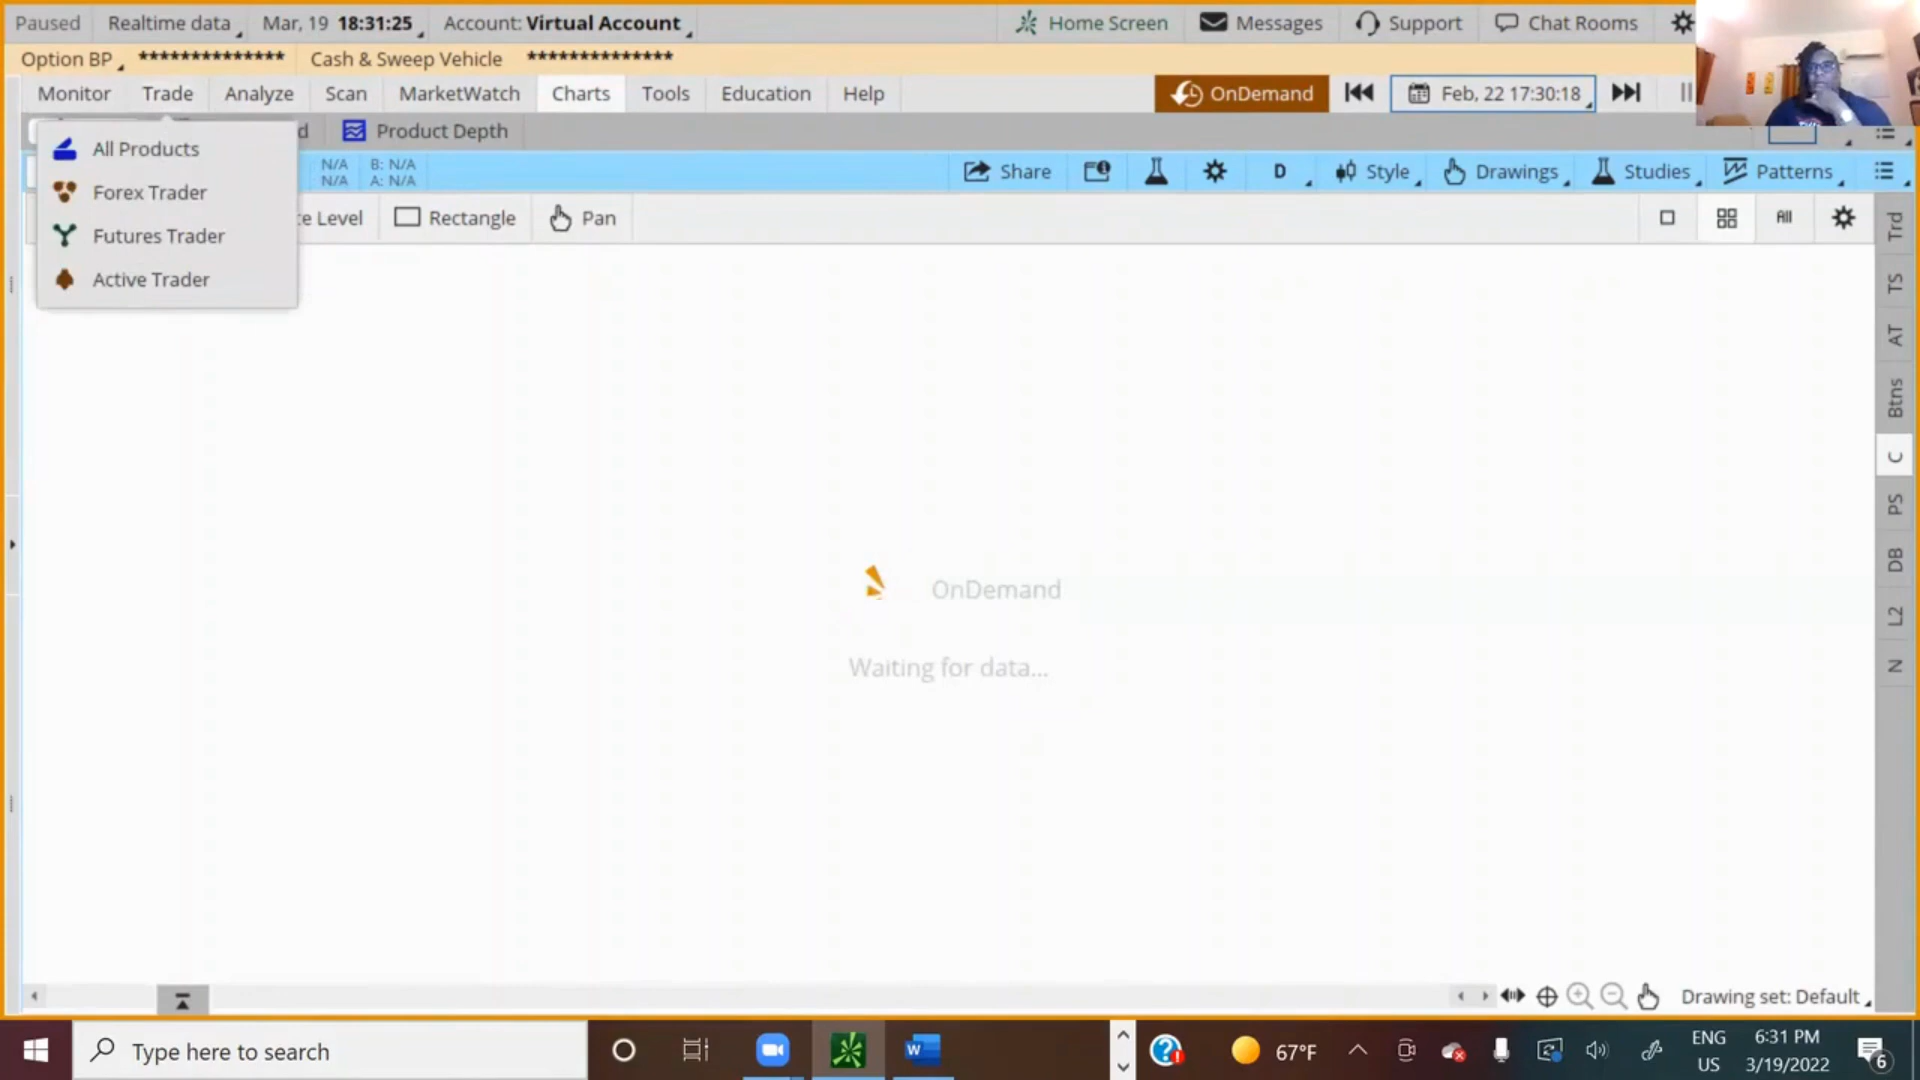 Paused Realtime data Mar, 19 18:31:25 Account: Virtual Account Home Screen Messages Support Chat Rooms
Option BP ************** Cash & Sweep Vehicle **************
Monitor Trade Analyze Scan MarketWatch Charts Tools Education Help OnDemand Feb, 22 17:30:18
d Product Depth
All Products
Forex Trader
Futures Trader
Active Trader
N/A B: N/A
N/A A: N/A
Share D Style Drawings Studies Patterns
ce Level Rectangle Pan All
Trd
TS
AT
Btns
C
PS
DB
L2
N
OnDemand
Waiting for data...
Drawing set: Default
Type here to search
W
67°F
ENG
US
6:31 PM
3/19/2022
6